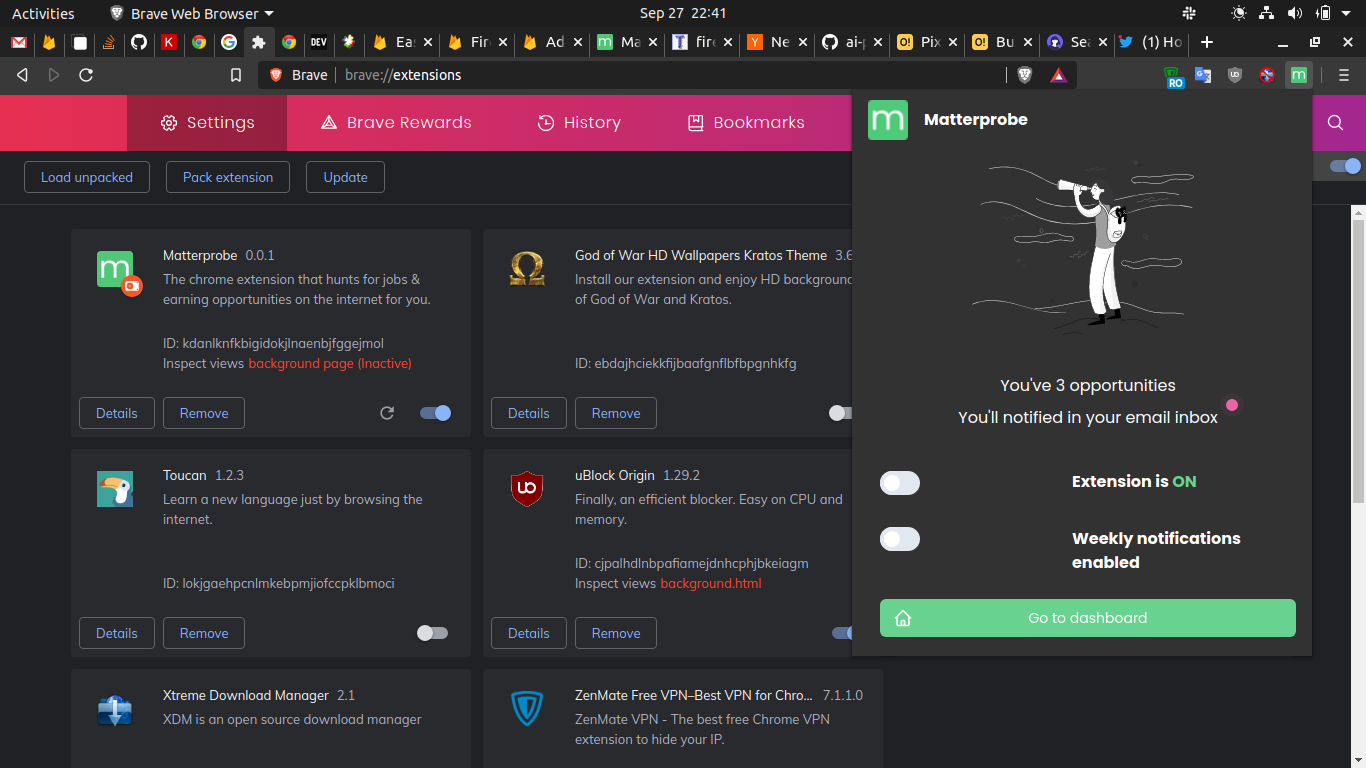 Activities
Brave Web Browser
Sep 27 22:41
DEV
Eas
Fire
Ad
Ma
fire
Ne
ai-p
Pix
Bu
Sea
(1) Ho
Brave
brave://extensions
RO
Settings
Brave Rewards
History
Bookmarks
Load unpacked
Pack extension
Update
Matterprobe 0.0.1
The chrome extension that hunts for jobs &
earning opportunities on the internet for you.
ID: kdanlknfkbigidokjlnaenbjfggejmol
Inspect views background page (Inactive)
Details
Remove
God of War HD Wallpapers Kratos Theme 3.6
Install our extension and enjoy HD background
of God of War and Kratos.
ID: ebdajhciekkfijbaafgnflbfbpgnhkfg
Details
Remove
Toucan 1.2.3
Learn a new language just by browsing the
internet.
ID: lokjgaehpcnlmkebpmjiofccpklbmoci
Details
Remove
uBlock Origin 1.29.2
Finally, an efficient blocker. Easy on CPU and
memory.
ID: cjpalhdlnbpafiamejdnhcphjbkeiagm
Inspect views background.html
Details
Remove
Xtreme Download Manager 2.1
XDM is an open source download manager
ZenMate Free VPN–Best VPN for Chro... 7.1.1.0
ZenMate VPN - The best free Chrome VPN
extension to hide your IP.
m
Matterprobe
You've 3 opportunities
You'll notified in your email inbox
Extension is ON
Weekly notifications
enabled
Go to dashboard